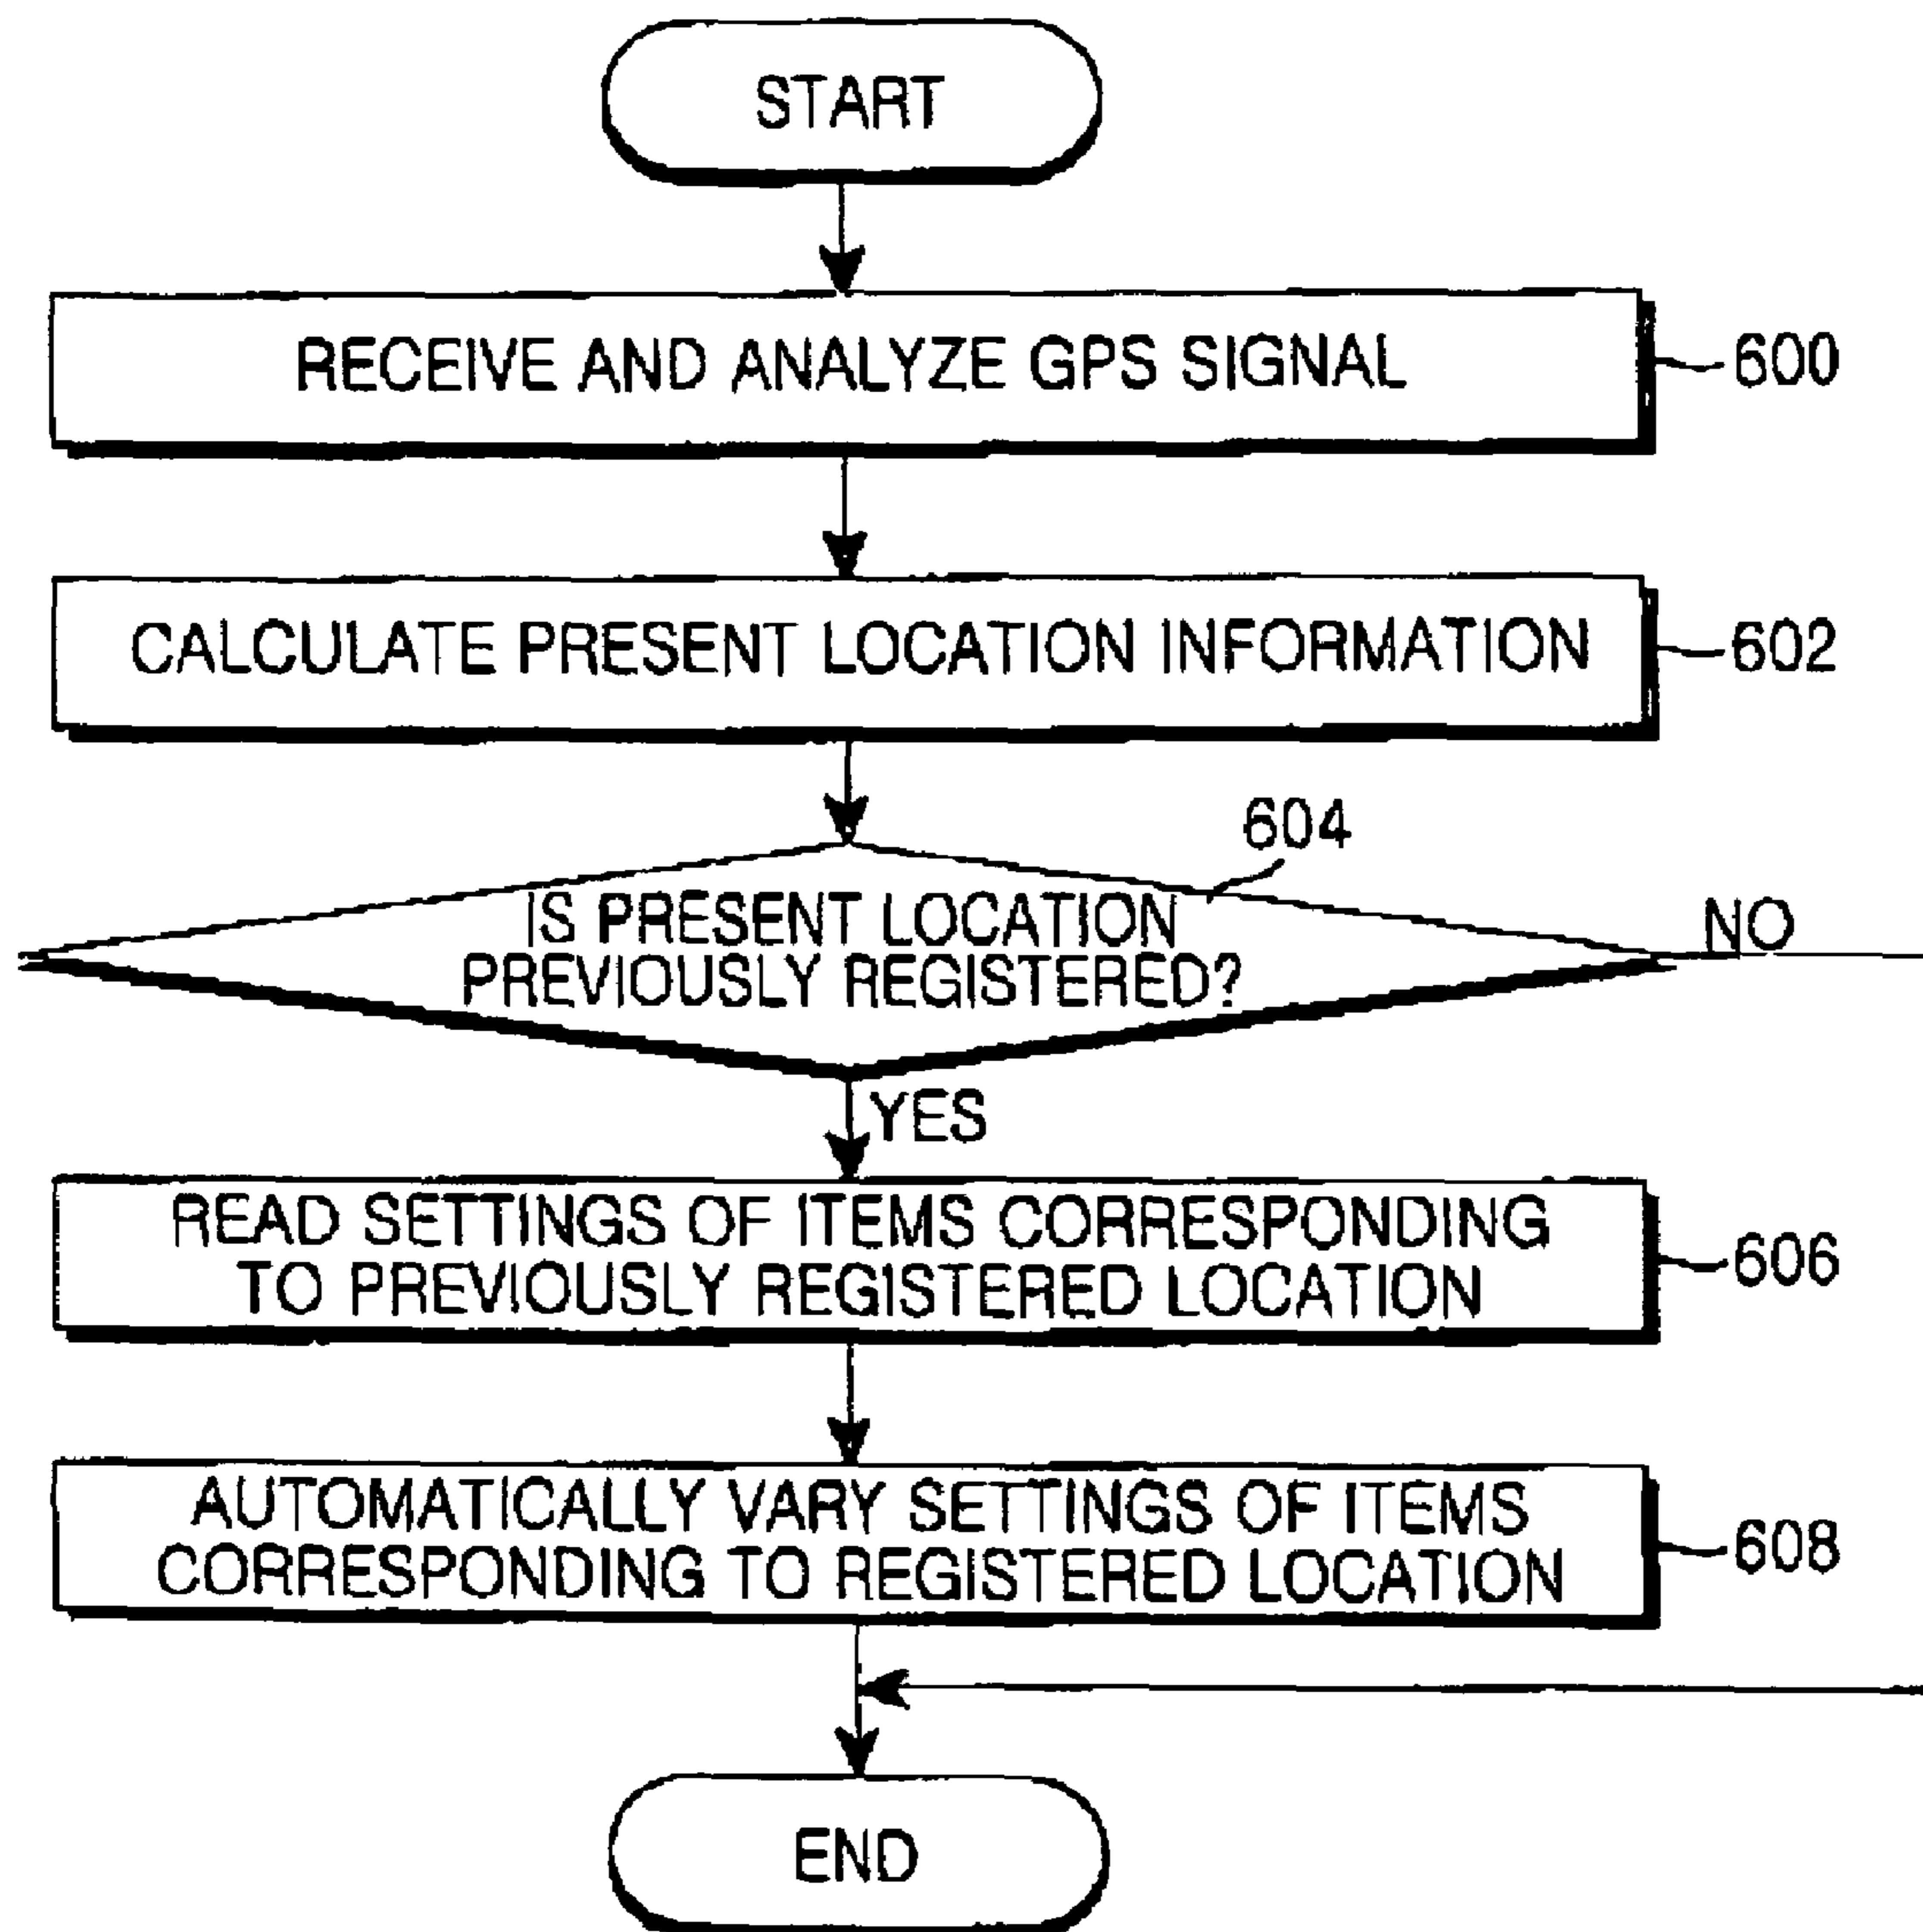 START
RECEIVE AND ANALYZE GPS SIGNAL
600
CALCULATE PRESENT LOCATION INFORMATION
602
604
IS PRESENT LOCATION
PREVIOUSLY REGISTERED?
NO
YES
READ SETTINGS OF ITEMS CORRESPONDING
TO PREVIOUSLY REGISTERED LOCATION
606
AUTOMATICALLY VARY SETTINGS OF ITEMS
CORRESPONDING TO REGISTERED LOCATION
608
END